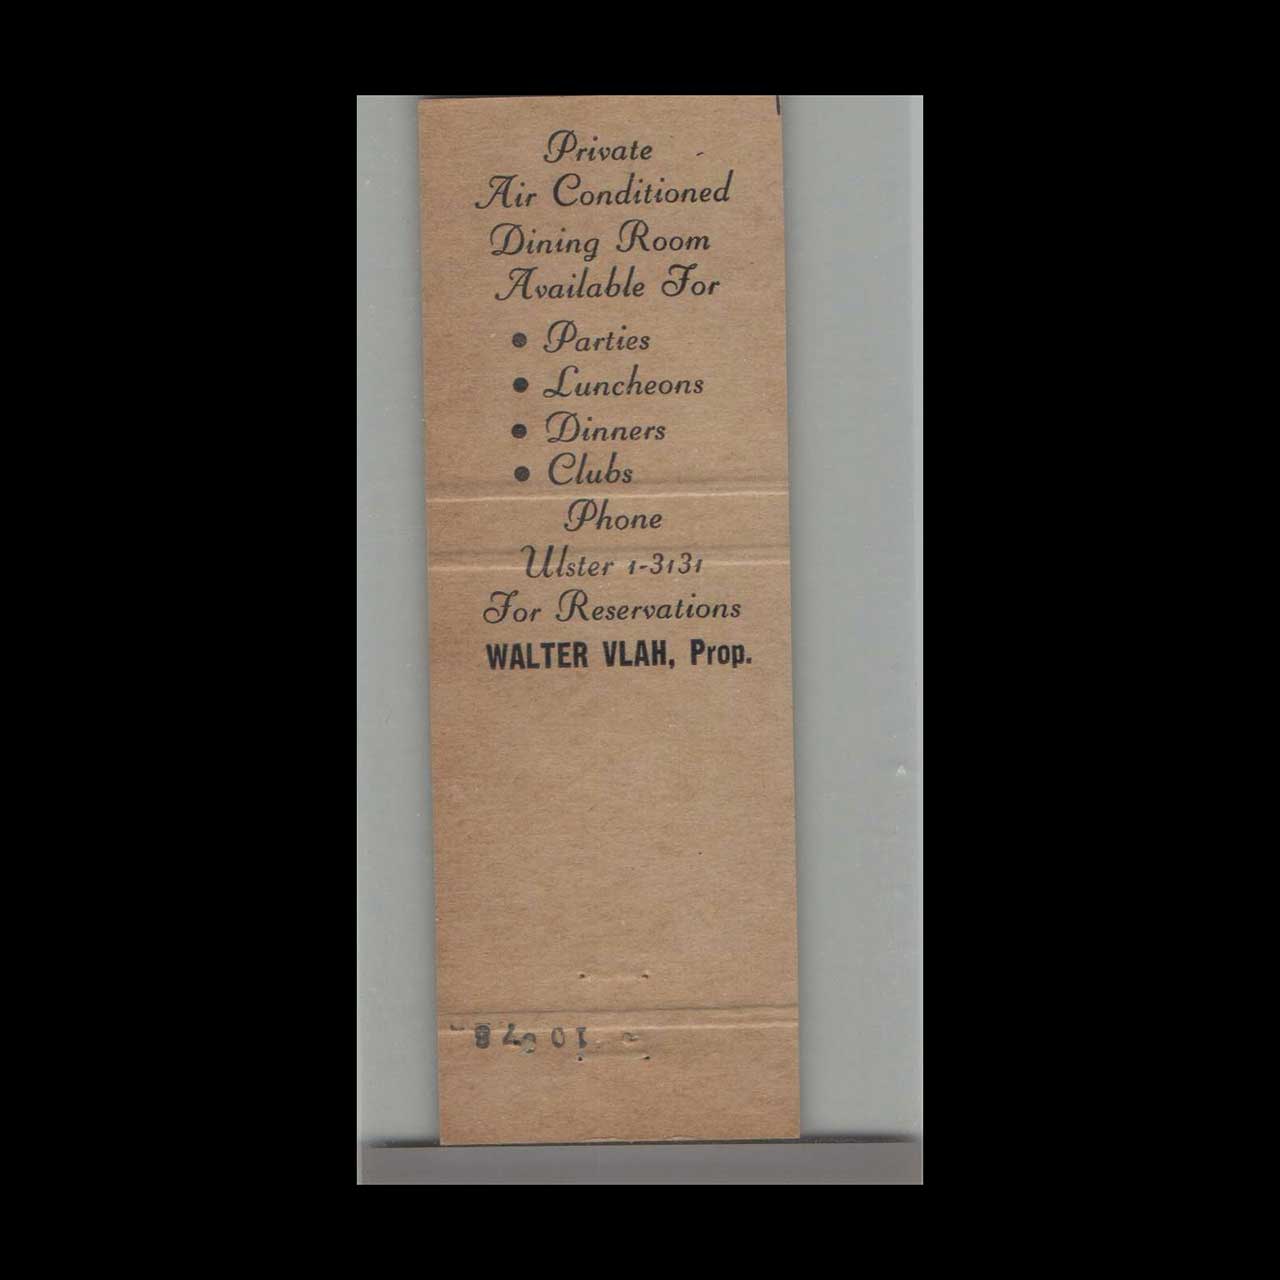 Private
Air Conditioned
Dining Room
Available For
• Parties
• Luncheons
• Dinners
• Clubs
Phone
Ulster 1-3131
For Reservations
WALTER VLAH, Prop.